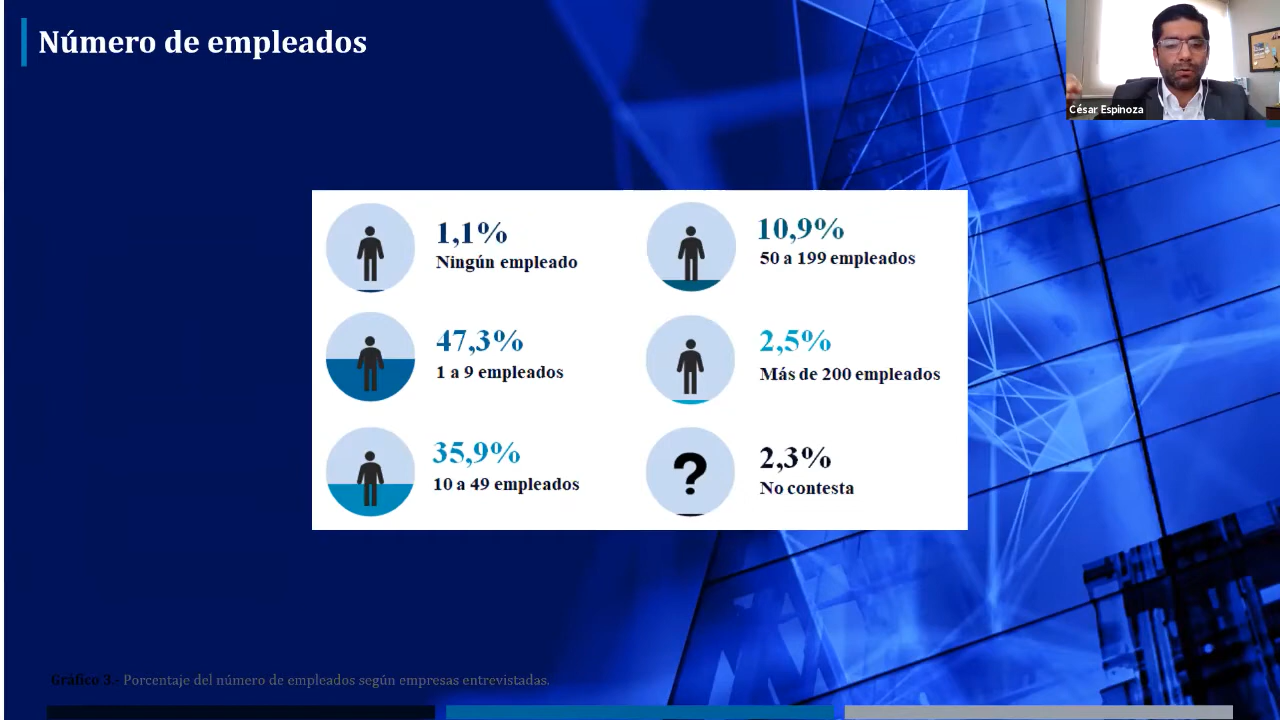 Número de empleados
César Espinoza
1,1%
Ningún empleado
10,9%
50 a 199 empleados
47,3%
1 a 9 empleados
2,5%
Más de 200 empleados
35,9%
10 a 49 empleados
?
2,3%
No contesta
Gráfico 3.- Porcentaje del número de empleados según empresas entrevistadas.